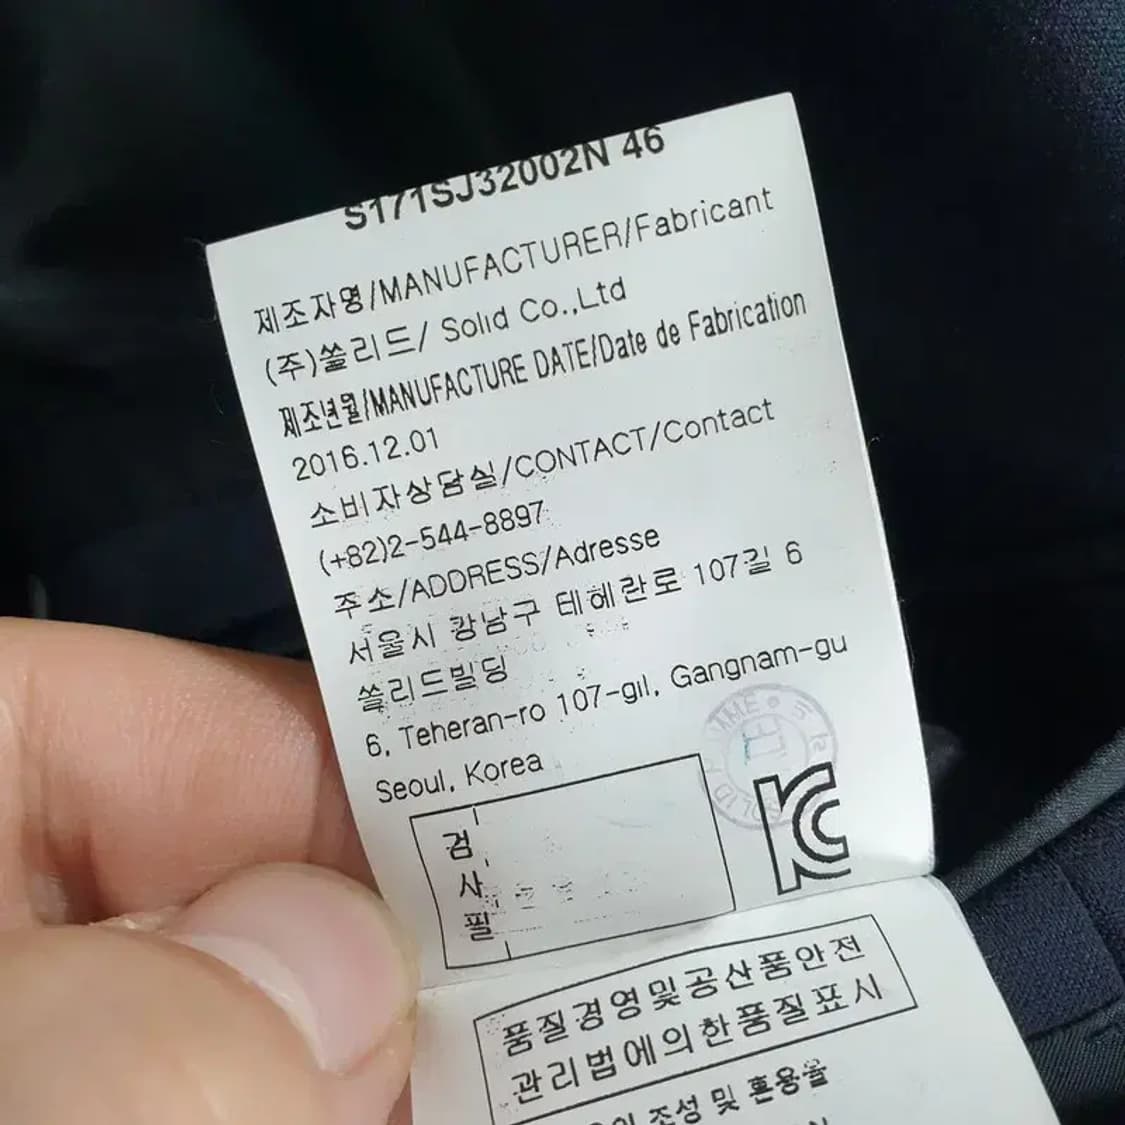 S171SJ32002N 46
제조자명/MANUFACTURER/Fabricant
(주)쏠리드/ Solid Co.,Ltd
제조년월/MANUFACTURE DATE/Date de Fabrication
2016.12.01
소비자상담실/CONTACT/Contact
(+82)2-544-8897
주소/ADDRESS/Adresse
서울시 강남구 테헤란로 107길 6
쏠리드빌딩
6, Teheran-ro 107-gil, Gangnam-gu
Seoul, Korea
검
사
필
KC
품질경영및공산품안전
관리법에의한품질표시
조성 및 혼용율